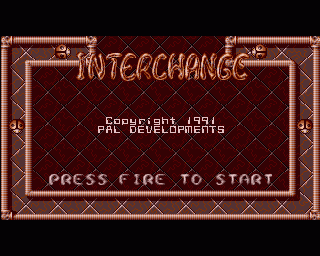 INTERCHANGE
Copyright 1991
PAL DEVELOPMENTS
PRESS FIRE TO START